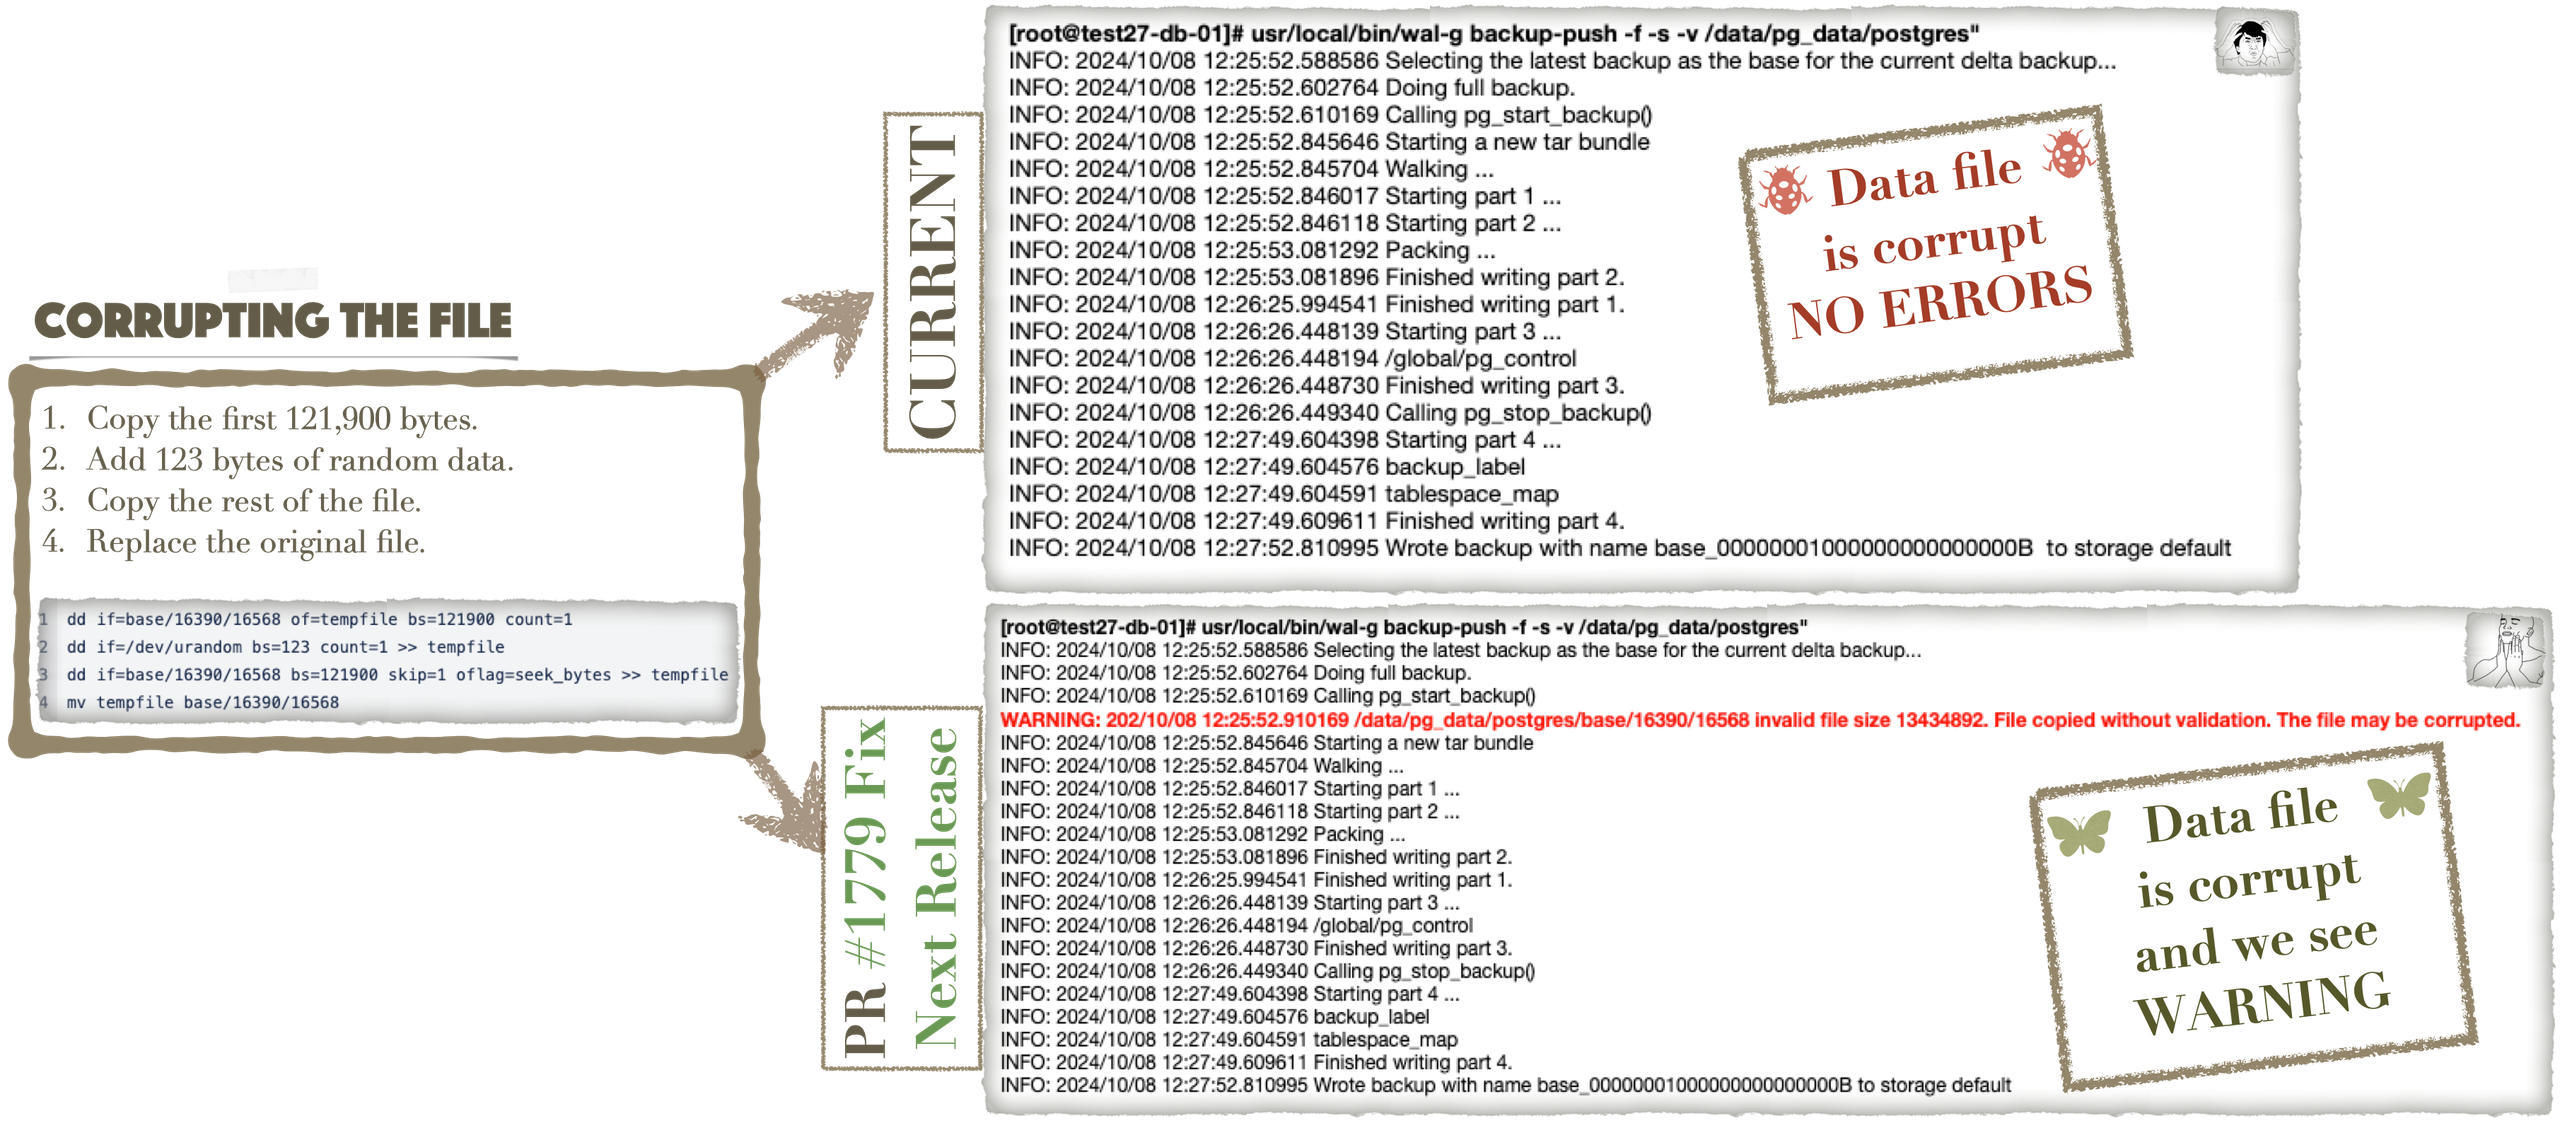 CORRUPTING THE FILE
1. Copy the first 121,900 bytes.
2. Add 123 bytes of random data.
3. Copy the rest of the file.
4. Replace the original file.
1 dd if=base/16390/16568 of=tempfile bs=121900 count=1
2 dd if=/dev/urandom bs=123 count=1 >> tempfile
3 dd if=base/16390/16568 bs=121900 skip=1 oflag=seek_bytes >> tempfile
4 mv tempfile base/16390/16568
CURRENT
[root@test27-db-01]# usr/local/bin/wal-g backup-push -f -s -v /data/pg_data/postgres"
INFO: 2024/10/08 12:25:52.588586 Selecting the latest backup as the base for the current delta backup...
INFO: 2024/10/08 12:25:52.602764 Doing full backup.
INFO: 2024/10/08 12:25:52.610169 Calling pg_start_backup()
INFO: 2024/10/08 12:25:52.845646 Starting a new tar bundle
INFO: 2024/10/08 12:25:52.845704 Walking ...
INFO: 2024/10/08 12:25:52.846017 Starting part 1 ...
INFO: 2024/10/08 12:25:52.846118 Starting part 2 ...
INFO: 2024/10/08 12:25:53.081292 Packing ...
INFO: 2024/10/08 12:25:53.081896 Finished writing part 2.
INFO: 2024/10/08 12:26:25.994541 Finished writing part 1.
INFO: 2024/10/08 12:26:26.448139 Starting part 3 ...
INFO: 2024/10/08 12:26:26.448194 /global/pg_control
INFO: 2024/10/08 12:26:26.448730 Finished writing part 3.
INFO: 2024/10/08 12:26:26.449340 Calling pg_stop_backup()
INFO: 2024/10/08 12:27:49.604398 Starting part 4 ...
INFO: 2024/10/08 12:27:49.604576 backup_label
INFO: 2024/10/08 12:27:49.604591 tablespace_map
INFO: 2024/10/08 12:27:49.609611 Finished writing part 4.
INFO: 2024/10/08 12:27:52.810995 Wrote backup with name base_00000001000000000000000B to storage default
Data file
is corrupt
NO ERRORS
PR #1779 Fix
Next Release
[root@test27-db-01]# usr/local/bin/wal-g backup-push -f -s -v /data/pg_data/postgres"
INFO: 2024/10/08 12:25:52.588586 Selecting the latest backup as the base for the current delta backup...
INFO: 2024/10/08 12:25:52.602764 Doing full backup.
INFO: 2024/10/08 12:25:52.610169 Calling pg_start_backup()
WARNING: 202/10/08 12:25:52.910169 /data/pg_data/postgres/base/16390/16568 invalid file size 13434892. File copied without validation. The file may be corrupted.
INFO: 2024/10/08 12:25:52.845646 Starting a new tar bundle
INFO: 2024/10/08 12:25:52.845704 Walking ...
INFO: 2024/10/08 12:25:52.846017 Starting part 1 ...
INFO: 2024/10/08 12:25:52.846118 Starting part 2 ...
INFO: 2024/10/08 12:25:53.081292 Packing ...
INFO: 2024/10/08 12:25:53.081896 Finished writing part 2.
INFO: 2024/10/08 12:26:25.994541 Finished writing part 1.
INFO: 2024/10/08 12:26:26.448139 Starting part 3 ...
INFO: 2024/10/08 12:26:26.448194 /global/pg_control
INFO: 2024/10/08 12:26:26.448730 Finished writing part 3.
INFO: 2024/10/08 12:26:26.449340 Calling pg_stop_backup()
INFO: 2024/10/08 12:27:49.604398 Starting part 4 ...
INFO: 2024/10/08 12:27:49.604576 backup_label
INFO: 2024/10/08 12:27:49.604591 tablespace_map
INFO: 2024/10/08 12:27:49.609611 Finished writing part 4.
INFO: 2024/10/08 12:27:52.810995 Wrote backup with name base_00000001000000000000000B to storage default
Data file
is corrupt
and we see
WARNING